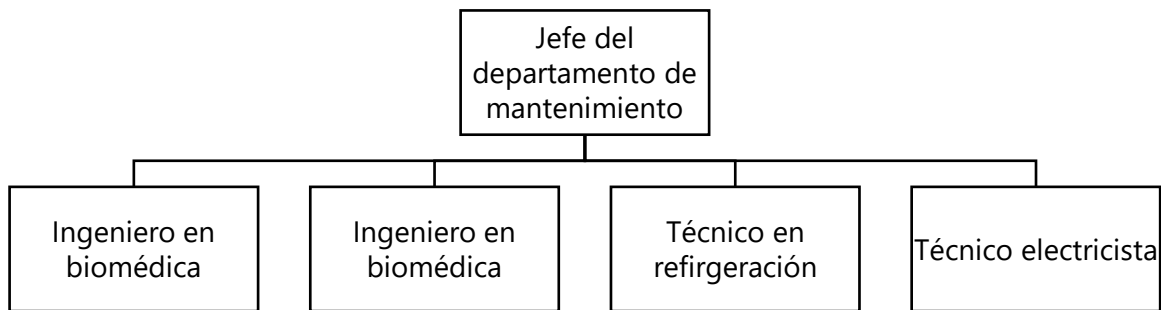 Jefe del
departamento de
mantenimiento
Ingeniero en
biomédica
Ingeniero en
biomédica
Técnico en
refirgeración
Técnico electricista